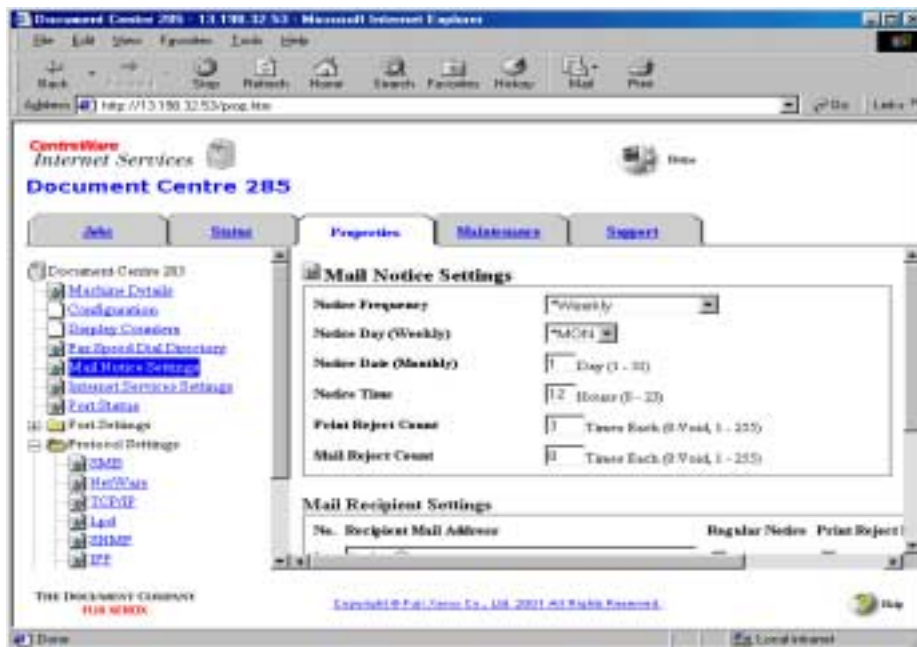 Document Centre 285 - 13.198.32.53 - Microsoft Internet Explorer
File Edit View Favorites Tools Help
Back Forward Stop Refresh Home Search Favorites History Mail Print
Address http://13.198.32.53/prop.htm Go Links
CentreWare
Internet Services
Home
Document Centre 285
Jobs Status Properties Maintenance Support
Document Centre 285
Machine Details
Configuration
Display Counters
Fax Speed Dial Directory
Mail Notice Settings
Internet Services Settings
Port Status
Port Settings
Protocol Settings
SMB
NetWare
TCP/IP
Lpd
SNMP
IPP
Mail Notice Settings
Notice Frequency *Weekly
Notice Day (Weekly) *MON
Notice Date (Monthly) 1 Day (1 - 31)
Notice Time 12 Hours (0 - 23)
Print Reject Count 3 Times Each (0:Void, 1 - 255)
Mail Reject Count 0 Times Each (0:Void, 1 - 255)
Mail Recipient Settings
No. Recipient Mail Address Regular Notice Print Reject
THE DOCUMENT COMPANY
FUJI XEROX
Copyright © Fuji Xerox Co., Ltd. 2001 All Rights Reserved.
Help
Done
Local intranet